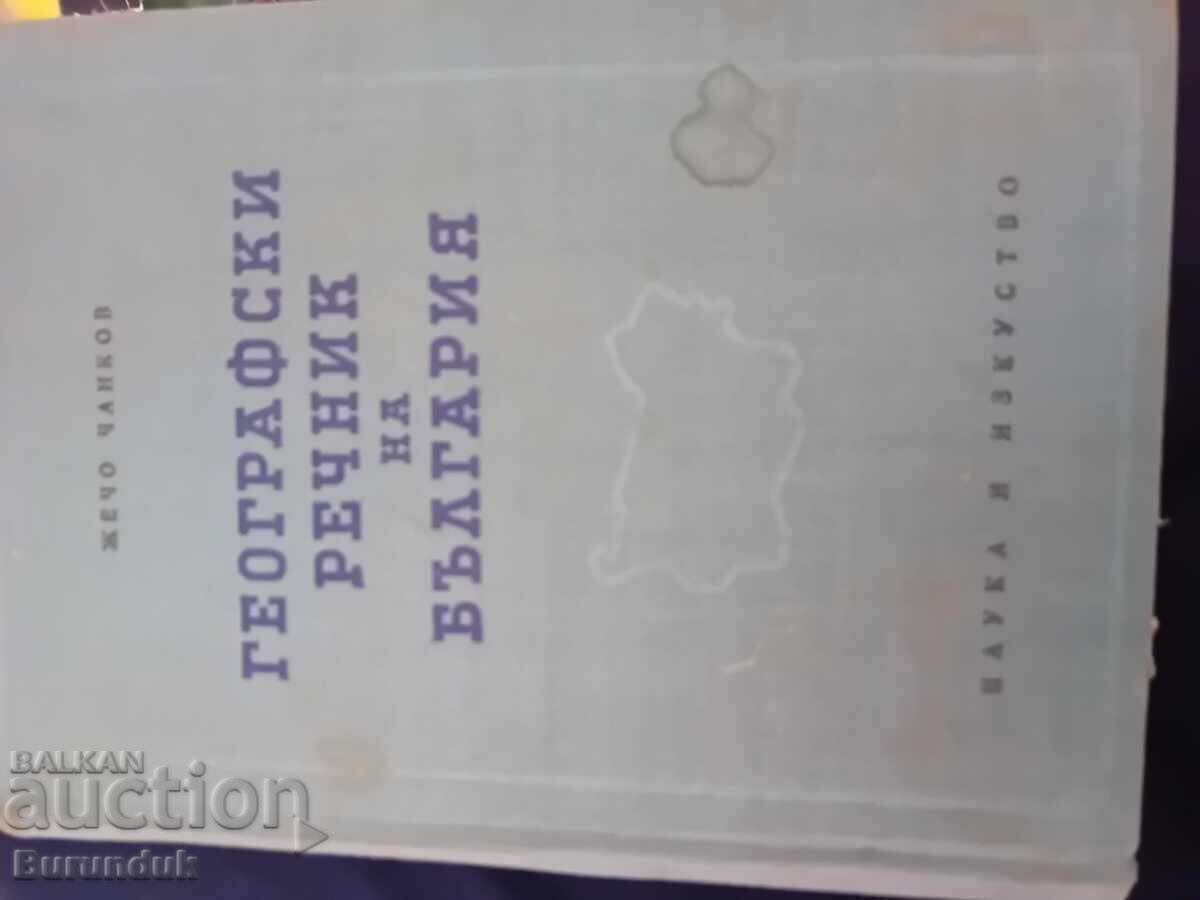 ЖЕЧО ЧАНКОВ
ГЕОГРАФСКИ
РЕЧНИК
НА
БЪЛГАРИЯ
НАУКА И ИЗКУСТВО
BALKAN
auction
Burunduk